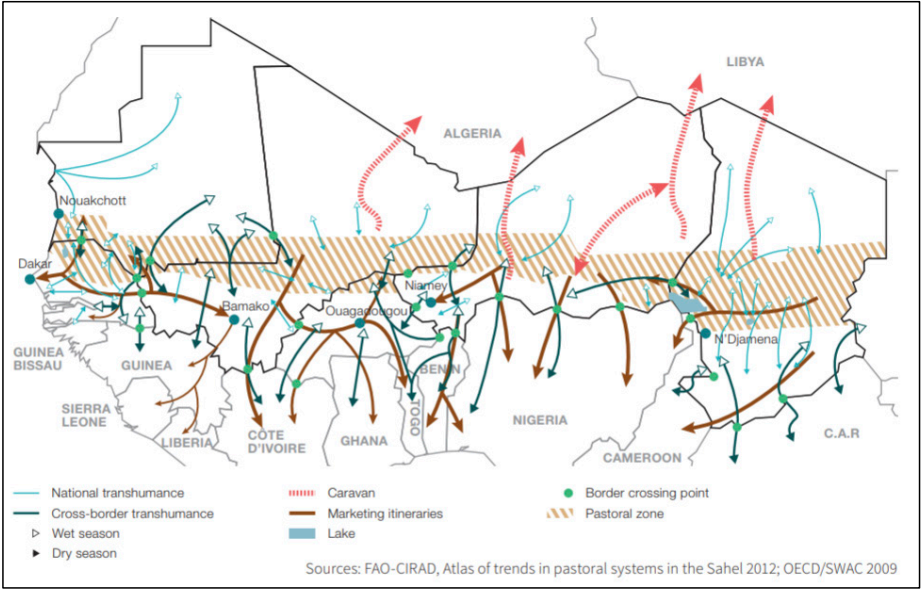 LIBYA
ALGERIA
Nouakchott
Dakar
Bamako
Niamey
Ouagadougou
N'Djamena
GUINEA
BISSAU
GUINEA
BENIN
SIERRA
LEONE
LIBERIA
CÔTE
D'IVOIRE
GHANA
TOGO
NIGERIA
CAMEROON
C.A.R
National transhumance
Cross-border transhumance
Wet season
Dry season
Caravan
Marketing itineraries
Lake
Border crossing point
Pastoral zone
Sources: FAO-CIRAD, Atlas of trends in pastoral systems in the Sahel 2012; OECD/SWAC 2009